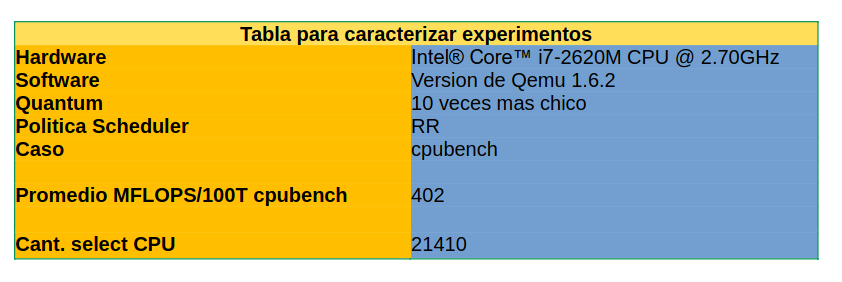 Tabla para caracterizar experimentos
Hardware Intel® Core™ i7-2620M CPU @ 2.70GHz
Software Version de Qemu 1.6.2
Quantum 10 veces mas chico
Politica Scheduler RR
Caso cpubench
Promedio MFLOPS/100T cpubench 402
Cant. select CPU 21410